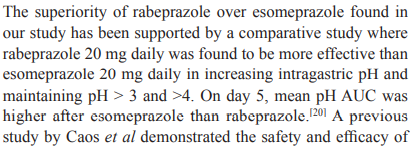 The superiority of rabeprazole over esomeprazole found in
our study has been supported by a comparative study where
rabeprazole 20 mg daily was found to be more effective than
esomeprazole 20 mg daily in increasing intragastric pH and
maintaining pH > 3 and >4. On day 5, mean pH AUC was
higher after esomeprazole than rabeprazole.[20] A previous
study by Caos et al demonstrated the safety and efficacy of